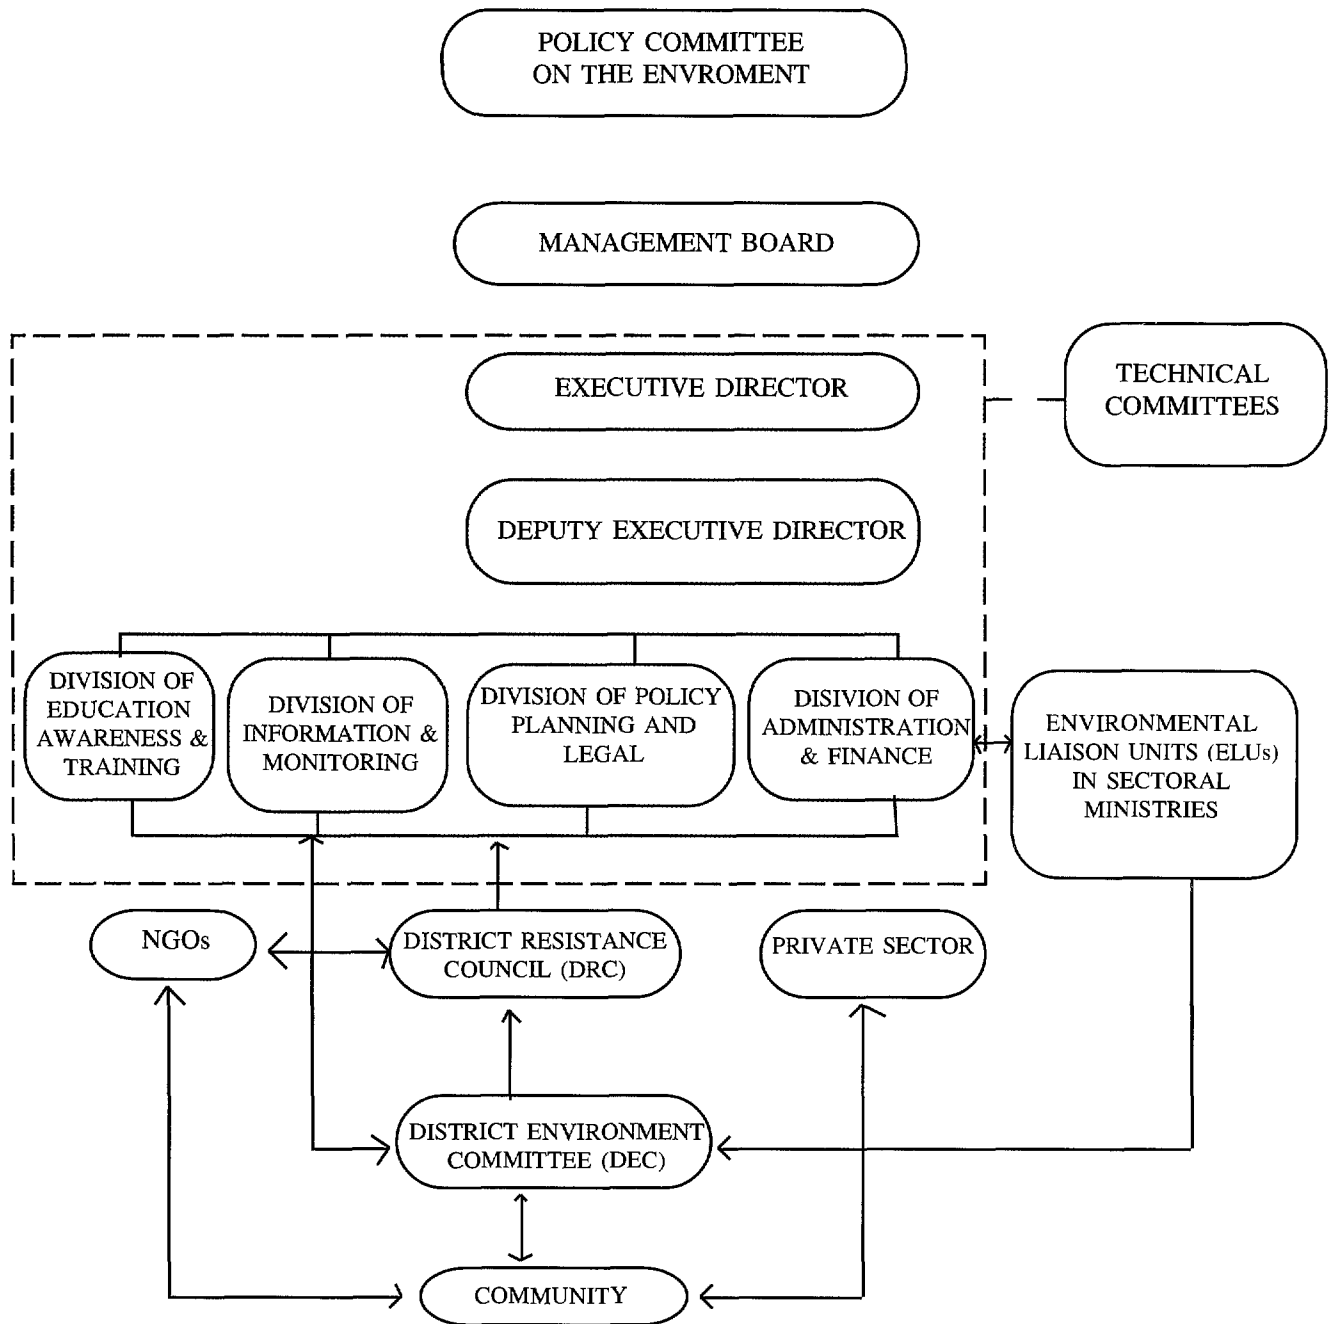 POLICY COMMITTEE
ON THE ENVROMENT
MANAGEMENT BOARD
EXECUTIVE DIRECTOR
TECHNICAL
COMMITTEES
DEPUTY EXECUTIVE DIRECTOR
DIVISION OF
EDUCATION
AWARENESS &
TRAINING
DIVISION OF
INFORMATION &
MONITORING
DIVISION OF POLICY
PLANNING AND
LEGAL
DISIVION OF
ADMINISTRATION
& FINANCE
ENVIRONMENTAL
LIAISON UNITS (ELUs)
IN SECTORAL
MINISTRIES
NGOs
DISTRICT RESISTANCE
COUNCIL (DRC)
PRIVATE SECTOR
DISTRICT ENVIRONMENT
COMMITTEE (DEC)
COMMUNITY